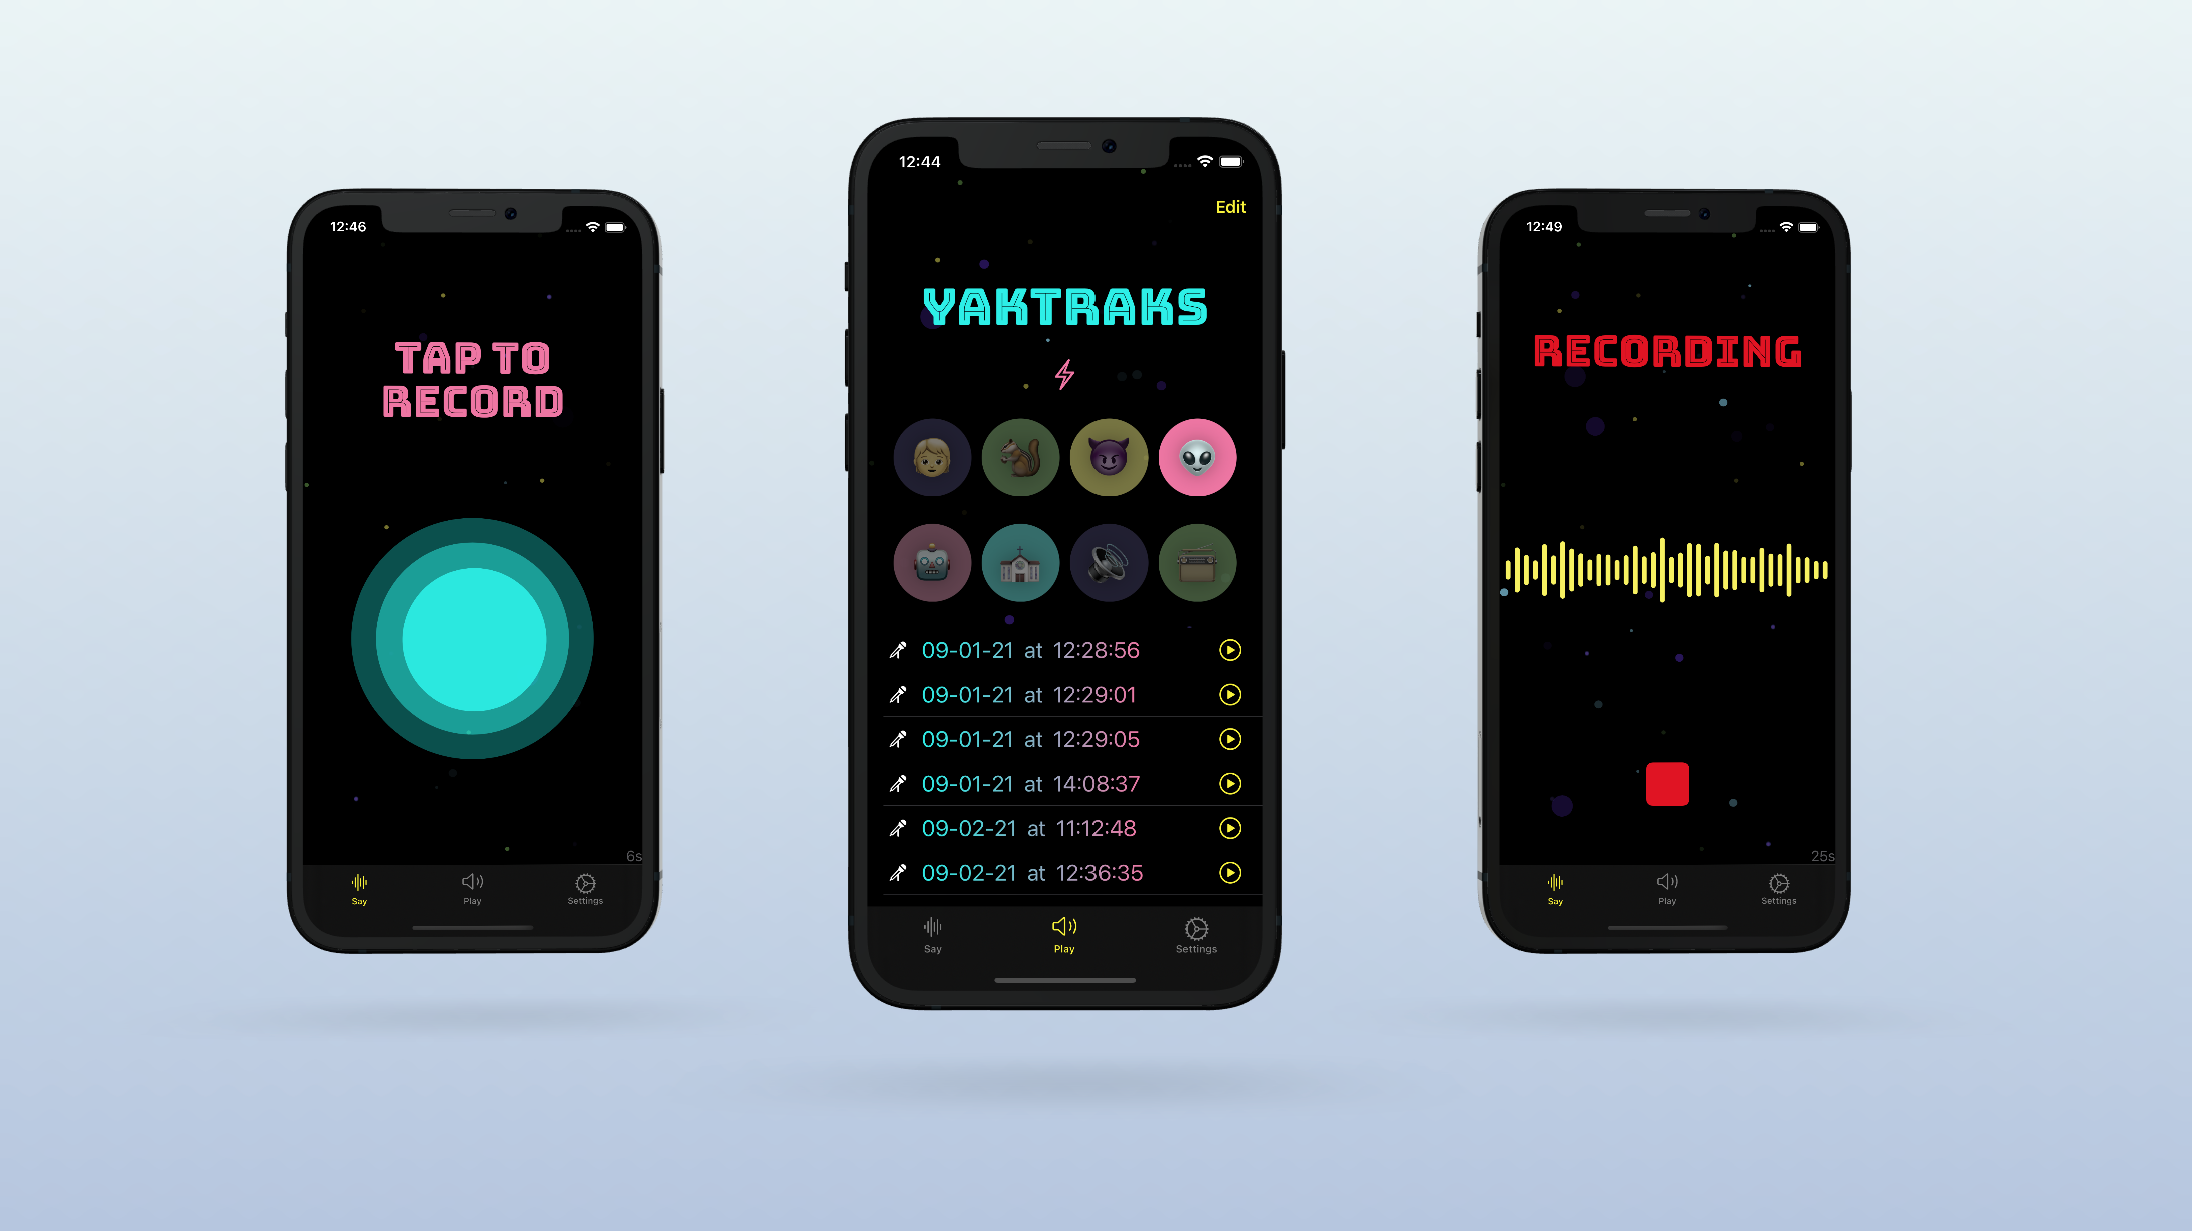 12:46
TAP TO
RECORD
6s
Say Play Settings
12:44
Edit
YAKTRAKS
09-01-21 at 12:28:56
09-01-21 at 12:29:01
09-01-21 at 12:29:05
09-01-21 at 14:08:37
09-02-21 at 11:12:48
09-02-21 at 12:36:35
Say Play Settings
12:49
RECORDING
25s
Say Play Settings